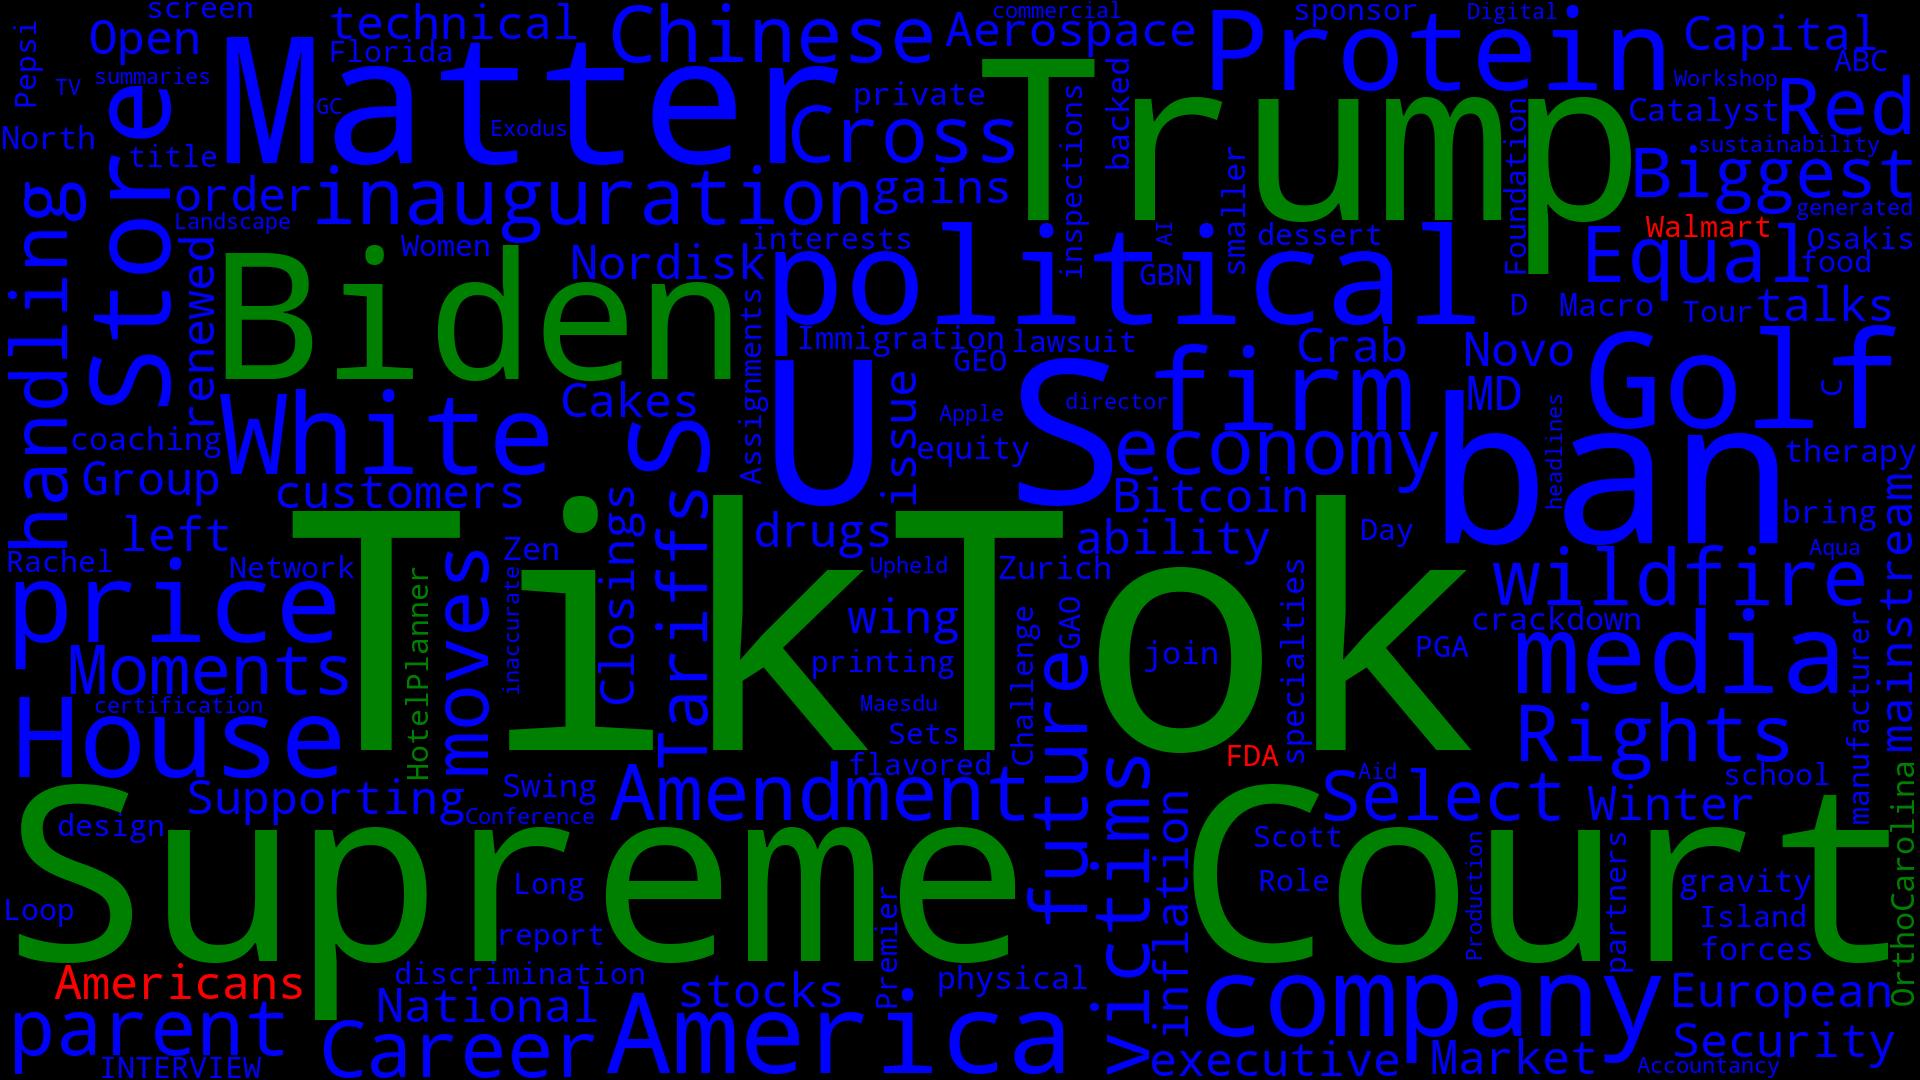 screen
technical
Chinese
commercial
Aerospace
sponsor
Digital
Protein
Capital
Pepsi
Open
Florida
Matter
Trump
ABC
TV
summaries
GC
private
inspections
backed
Workshop
Red
North
Store
title
Exodus
Cross
Foundation
Catalyst
sustainability
handling
order
inauguration
gains
smaller
Biggest
Landscape
generated
renewed
Women
Nordisk
interests
political
AI
dessert
Walmart
Equal
Osakis
food
Biden
GBN
D
Macro
Tour
talks
Assignments
Immigration
lawsuit
GEO
Crab
Novo
Golf
White
Cakes
U S
issue
Apple
director
firm
MD
headlines
C
coaching
equity
economy
ban
therapy
Group
customers
Closings
Tariffs
Bitcoin
bring
mainstream
left
drugs
ability
Day
Rachel
Network
TikTok
Zen
Upheld
Zurich
Aqua
price
HotelPlanner
moves
inaccurate
wing
GAO
specialties
wildfire
crackdown
Moments
printing
join
PGA
media
manufacturer
certification
Maesdu
Challenge
House
Sets
future
FDA
Rights
flavored
Supporting
Swing
Amendment
victims
Aid
Select
Winter
school
Conference
inflation
OrthoCarolina
Supreme
Court
design
Scott
Production
partners
Loop
Long
Role
gravity
report
Premier
Island
forces
Americans
discrimination
physical
National
stocks
company
European
parent
Career
America
Security
INTERVIEW
executive
Market
Accountancy